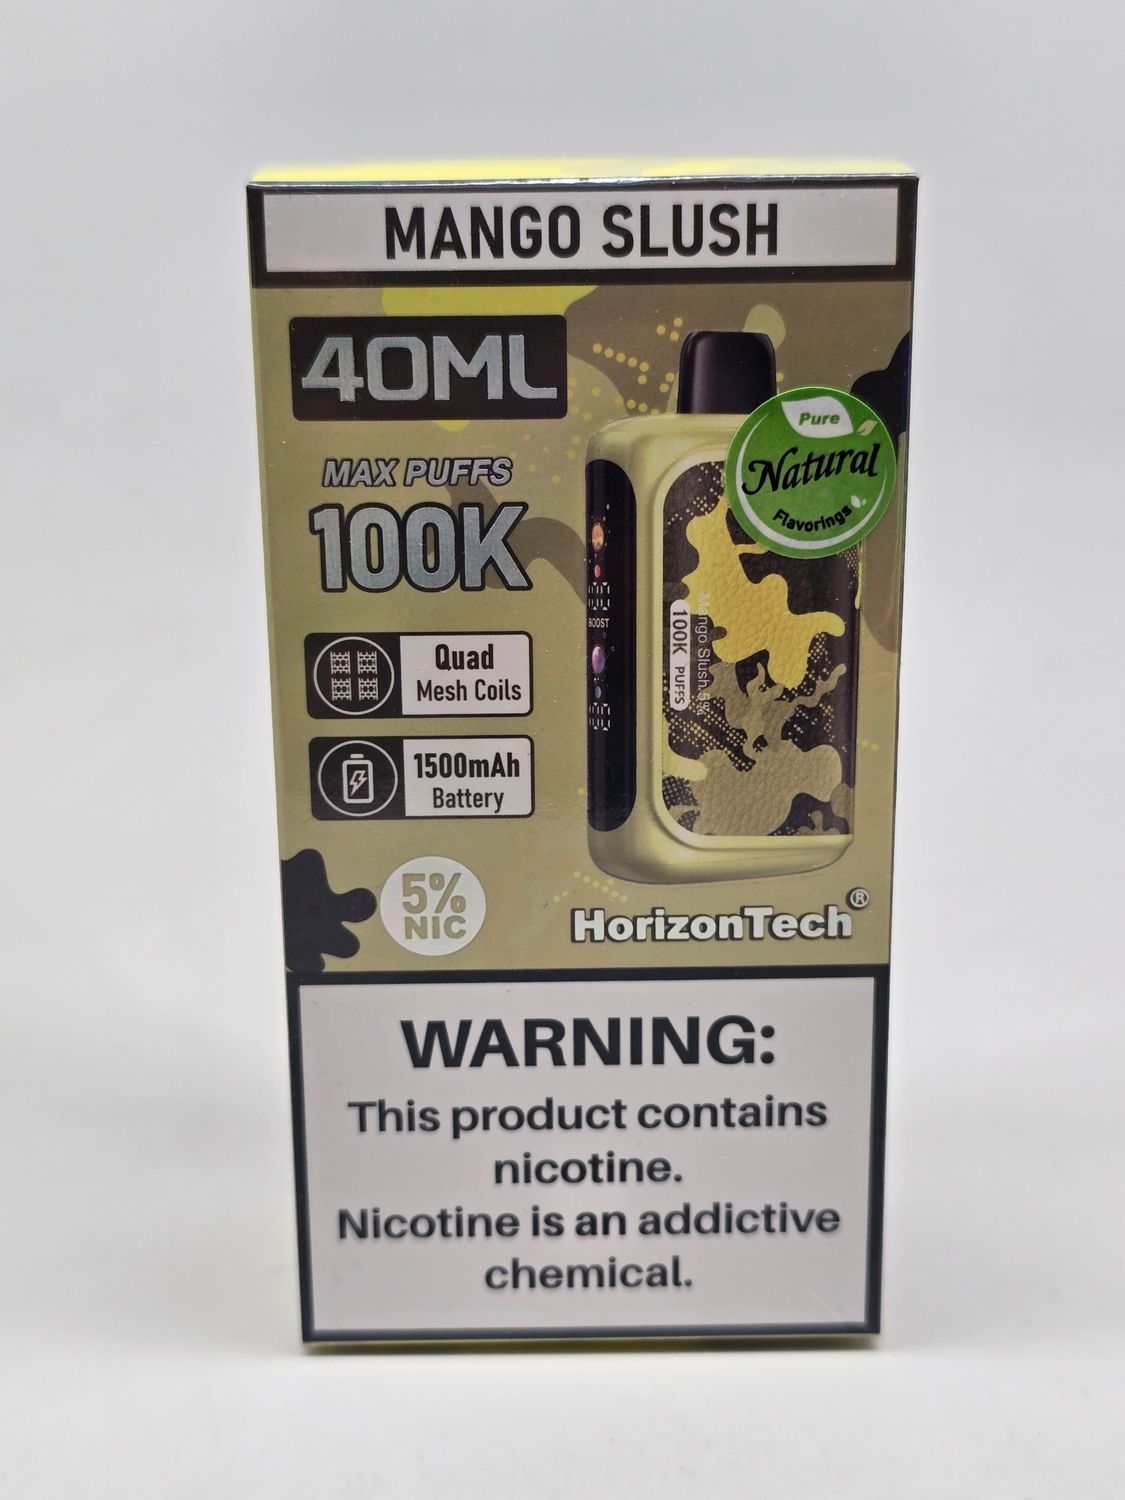 MANGO SLUSH
40ML
MAX PUFFS
100K
Quad
Mesh Coils
1500mAh
Battery
5%
NIC
Pure
Natural
Flavorings
BOOST
Mango Slush 5%
100K PUFFS
HorizonTech®
WARNING:
This product contains
nicotine.
Nicotine is an addictive
chemical.